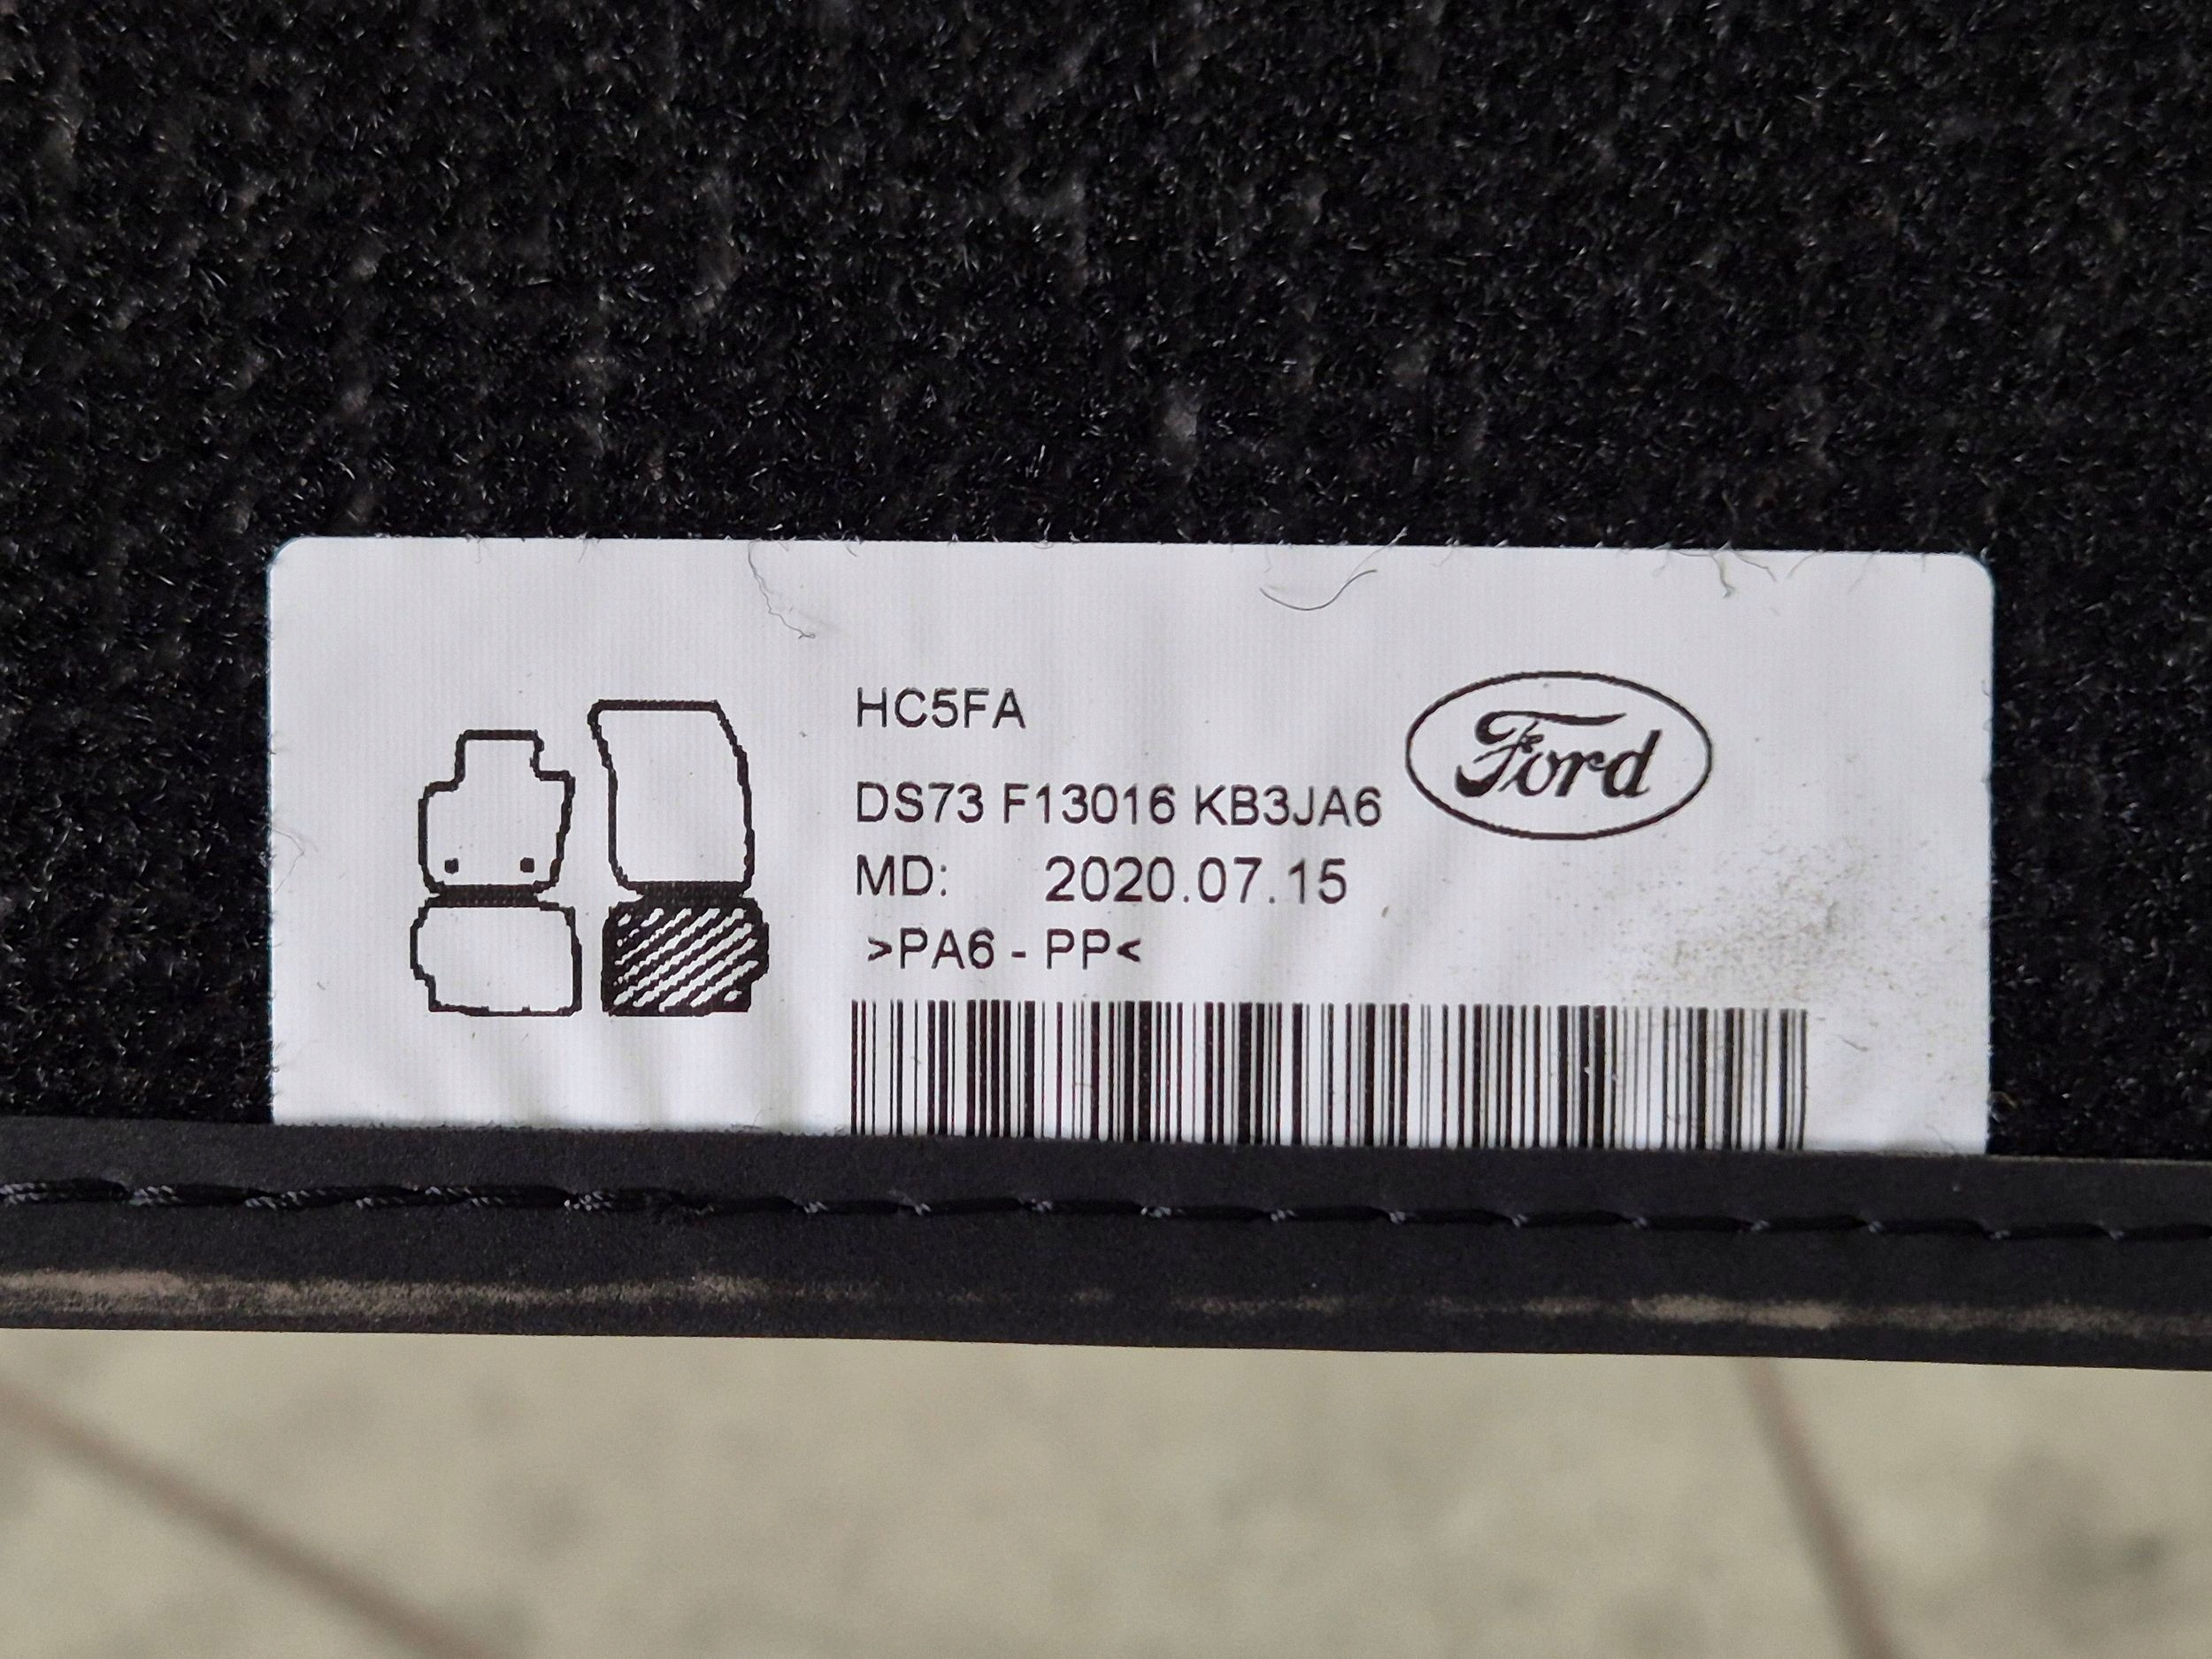 HC5FA
Ford
DS73 F13016 KB3JA6
MD: 2020.07.15
>PA6 - PP<